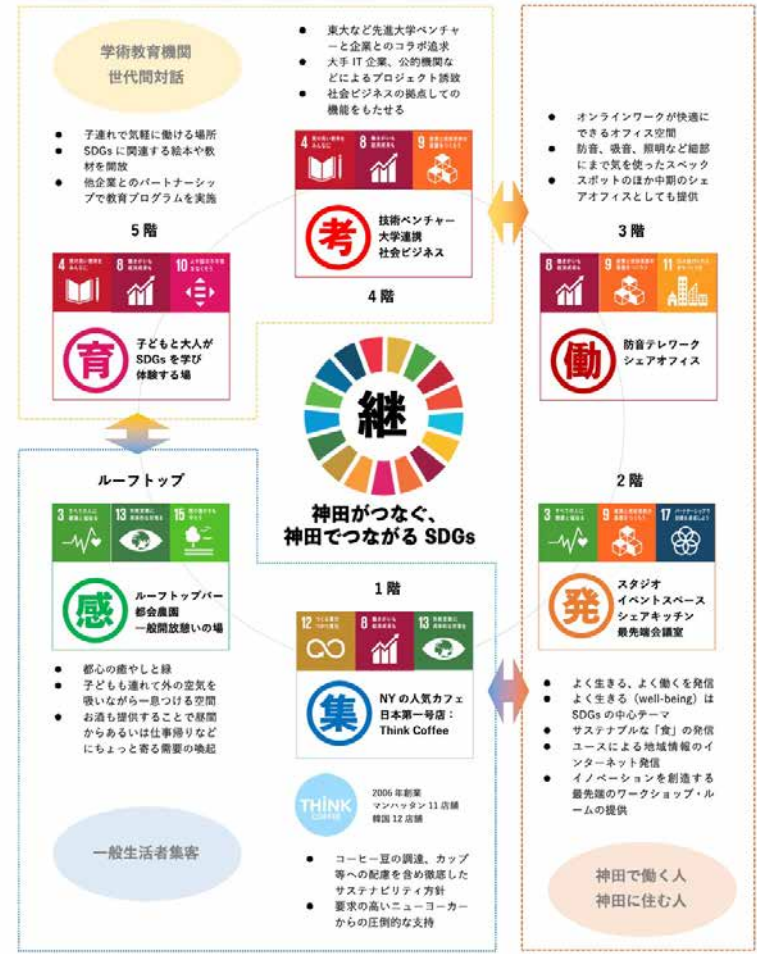 学術教育機関
世代間対話
● 子連れで気軽に働ける場所
● SDGs に関連する絵本や教
材を開放
● 他企業とのパートナーシッ
プで教育プログラムを実施
5 階
4
8
10
育
子どもと大人が
SDGs を学び
体験する場
● 東大など先進大学ベンチャ
ーと企業とのコラボ追求
● 大手 IT 企業、公的機関な
どによるプロジェクト誘致
● 社会ビジネスの拠点しての
機能をもたせる
4
8
9
考
技術ベンチャー
大学連携
社会ビジネス
4 階
● オンラインワークが快適に
できるオフィス空間
● 防音、吸音、照明など細部
にまで気を使ったスペック
● スポットのほか中期のシェ
アオフィスとしても提供
3 階
8
9
11
働
防音テレワーク
シェアオフィス
継
神田がつなぐ、
神田でつながる SDGs
ルーフトップ
3
13
15
感
ルーフトップバー
都会農園
一般開放憩いの場
● 都心の癒やしと緑
● 子どもも連れて外の空気を
吸いながら一息つける空間
● お酒も提供することで昼間
からあるいは仕事帰りなど
にちょっと寄る需要の喚起
一般生活者集客
1 階
12
8
13
集
NY の人気カフェ
日本第一号店：
Think Coffee
THINK
COFFEE
2006 年創業
マンハッタン 11 店舗
韓国 12 店舗
● コーヒー豆の調達、カップ
等への配慮を含め徹底した
サステナビリティ方針
● 要求の高いニューヨーカー
からの圧倒的な支持
2 階
3
9
17
発
スタジオ
イベントスペース
シェアキッチン
最先端会議室
● よく生きる、よく働くを発信
● よく生きる（well-being）は
SDGs の中心テーマ
● サステナブルな「食」の発信
● ユースによる地域情報のイ
ンターネット発信
● イノベーションを創造する
最先端のワークショップ・ル
ームの提供
神田で働く人
神田に住む人